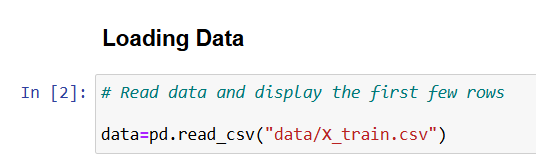 Loading Data
In [2]: # Read data and display the first few rows
data=pd.read_csv("data/X_train.csv")